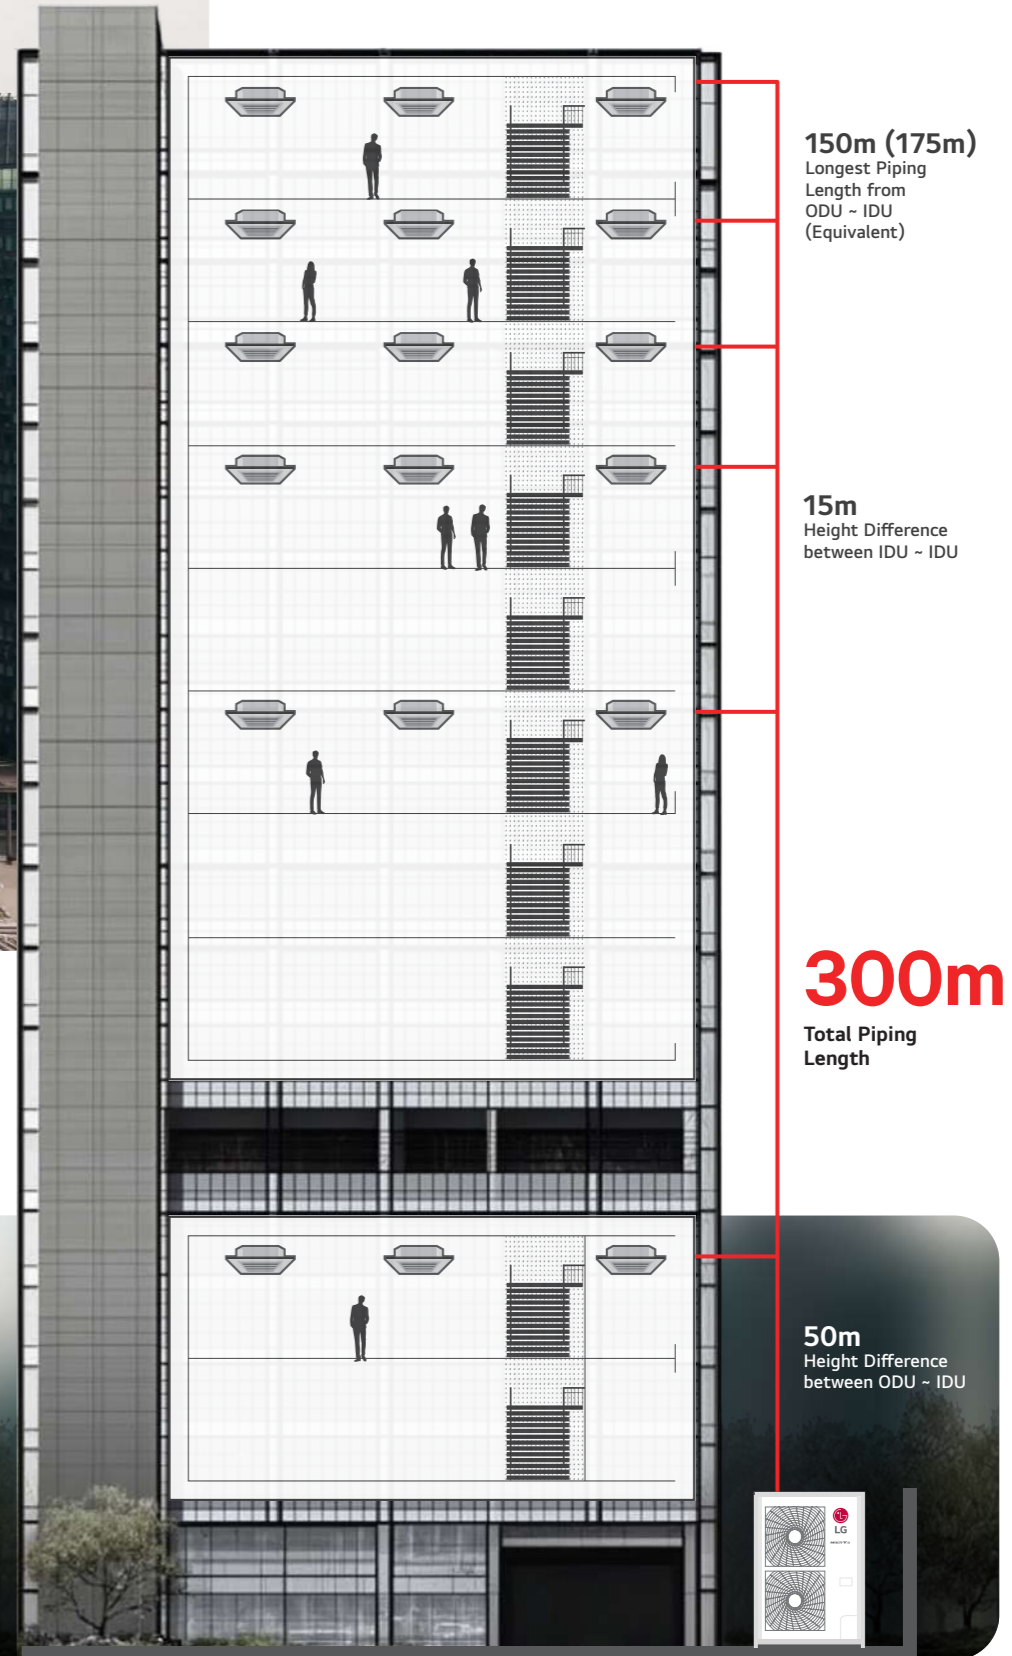 150m (175m)
Longest Piping
Length from
ODU ~ IDU
(Equivalent)
15m
Height Difference
between IDU ~ IDU
300m
Total Piping
Length
50m
Height Difference
between ODU ~ IDU
LG